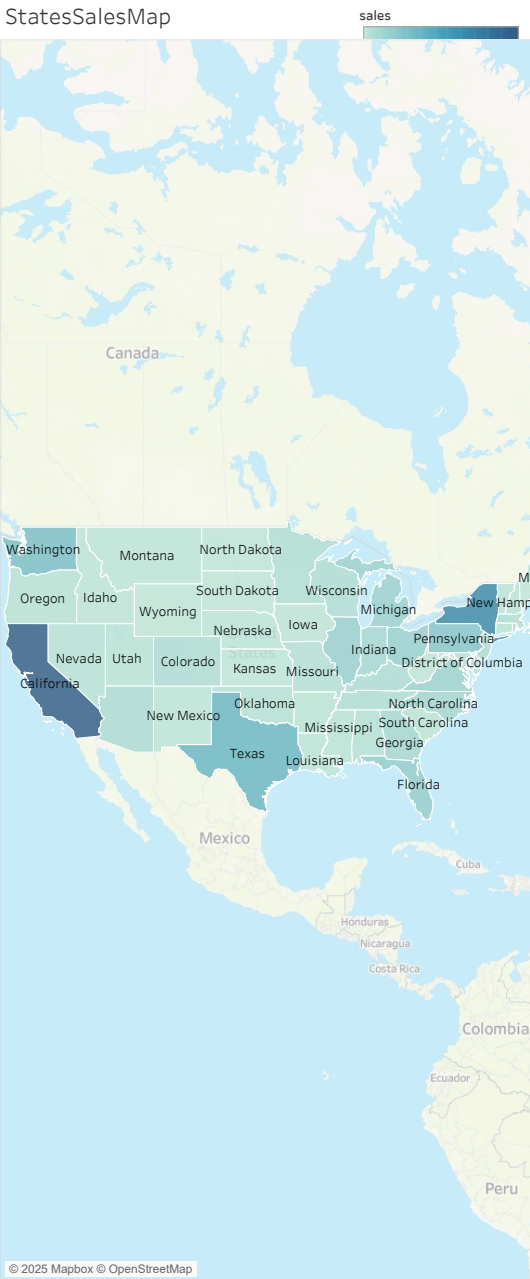 StatesSalesMap
sales
Canada
Washington
Montana
North Dakota
M
Oregon
Idaho
South Dakota
Wisconsin
New Hamp
Wyoming
Michigan
Nebraska
Iowa
Pennsylvania
States
Nevada
Utah
Colorado
Kansas
Missouri
Indiana
District of Columbia
California
New Mexico
Oklahoma
North Carolina
Mississippi
South Carolina
Texas
Louisiana
Georgia
Florida
Mexico
Cuba
Honduras
Nicaragua
Costa Rica
Colombia
Ecuador
Peru
© 2025 Mapbox © OpenStreetMap